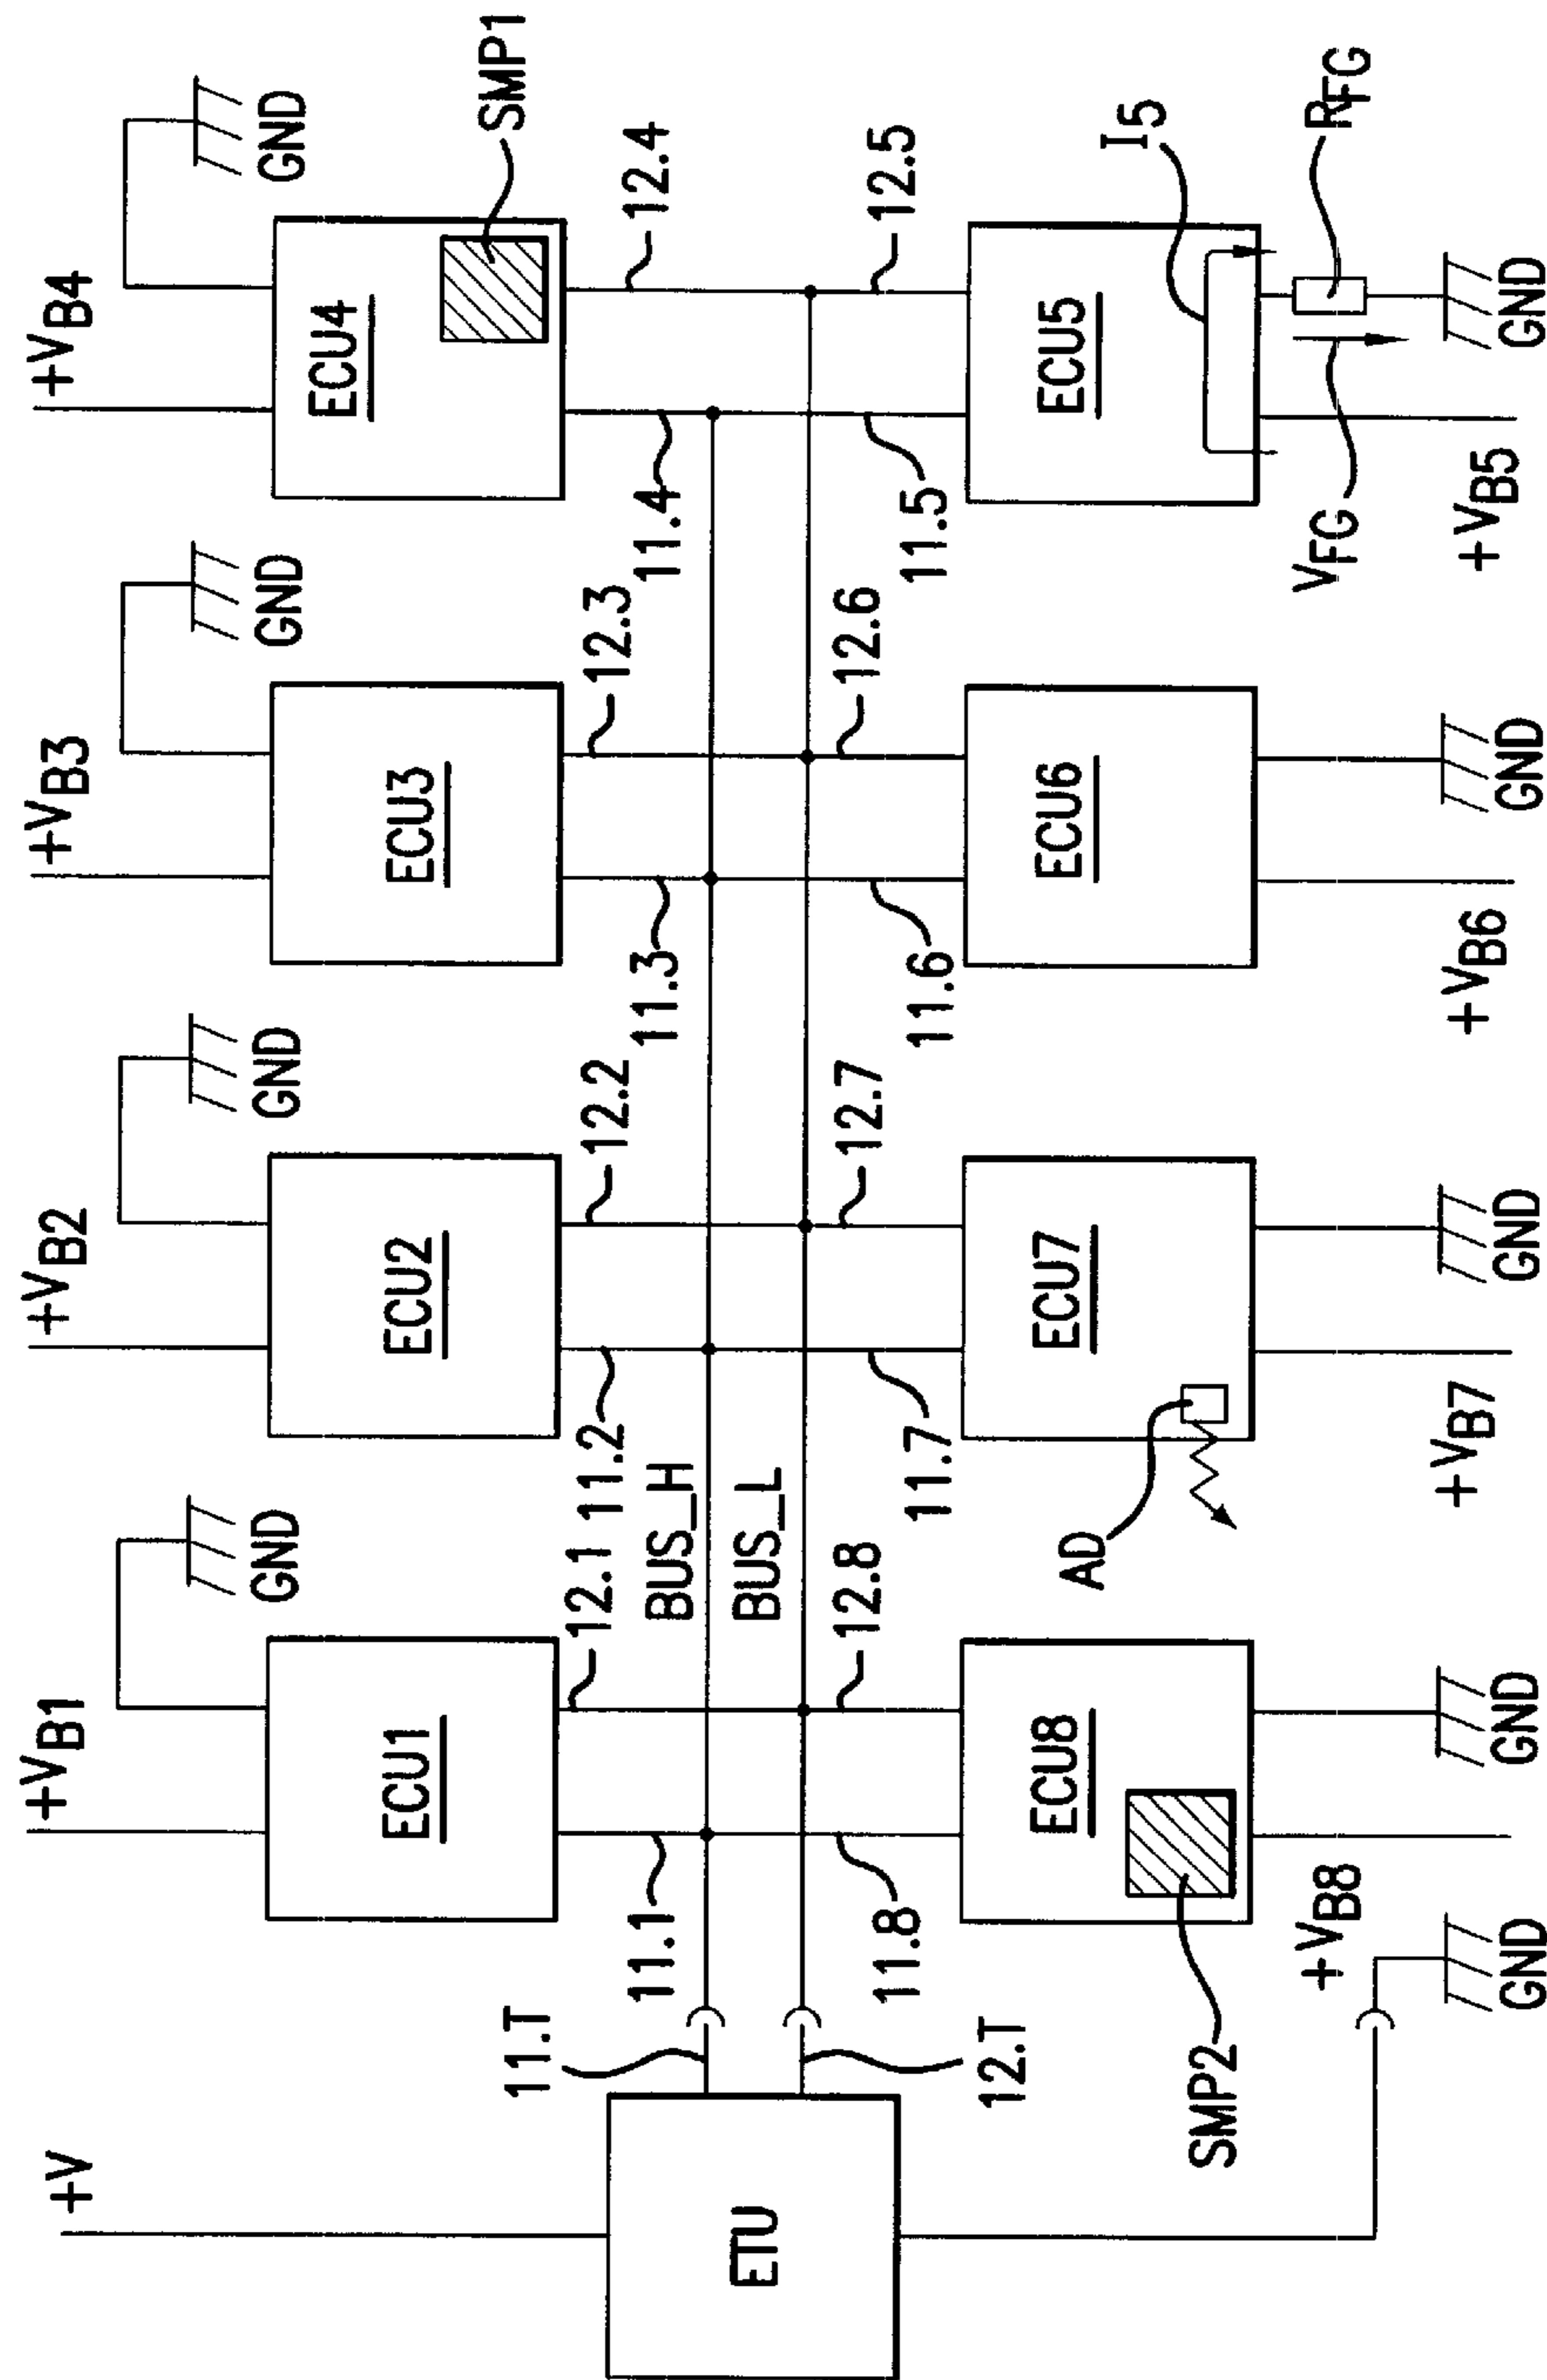 +V
+VB1
GND
+VB2
GND
+VB3
GND
+VB4
GND
ECU1
ECU2
ECU3
ECU4
SMP1
ETU
11.T
12.T
11.1
12.1
11.2
12.2
11.3
12.3
11.4
12.4
BUS_H
BUS_L
11.8
12.8
11.7
12.7
11.6
12.6
11.5
12.5
ECU8
ECU7
ECU6
ECU5
SMP2
AD
I5
VFG
RFG
+VB8
GND
GND
+VB7
GND
+VB6
GND
+VB5
GND